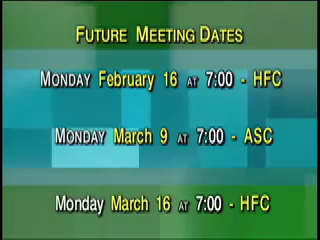 FUTURE MEETING DATES
MONDAY February 16 AT 7:00 - HFC
MONDAY March 9 AT 7:00 - ASC
Monday March 16 AT 7:00 - HFC